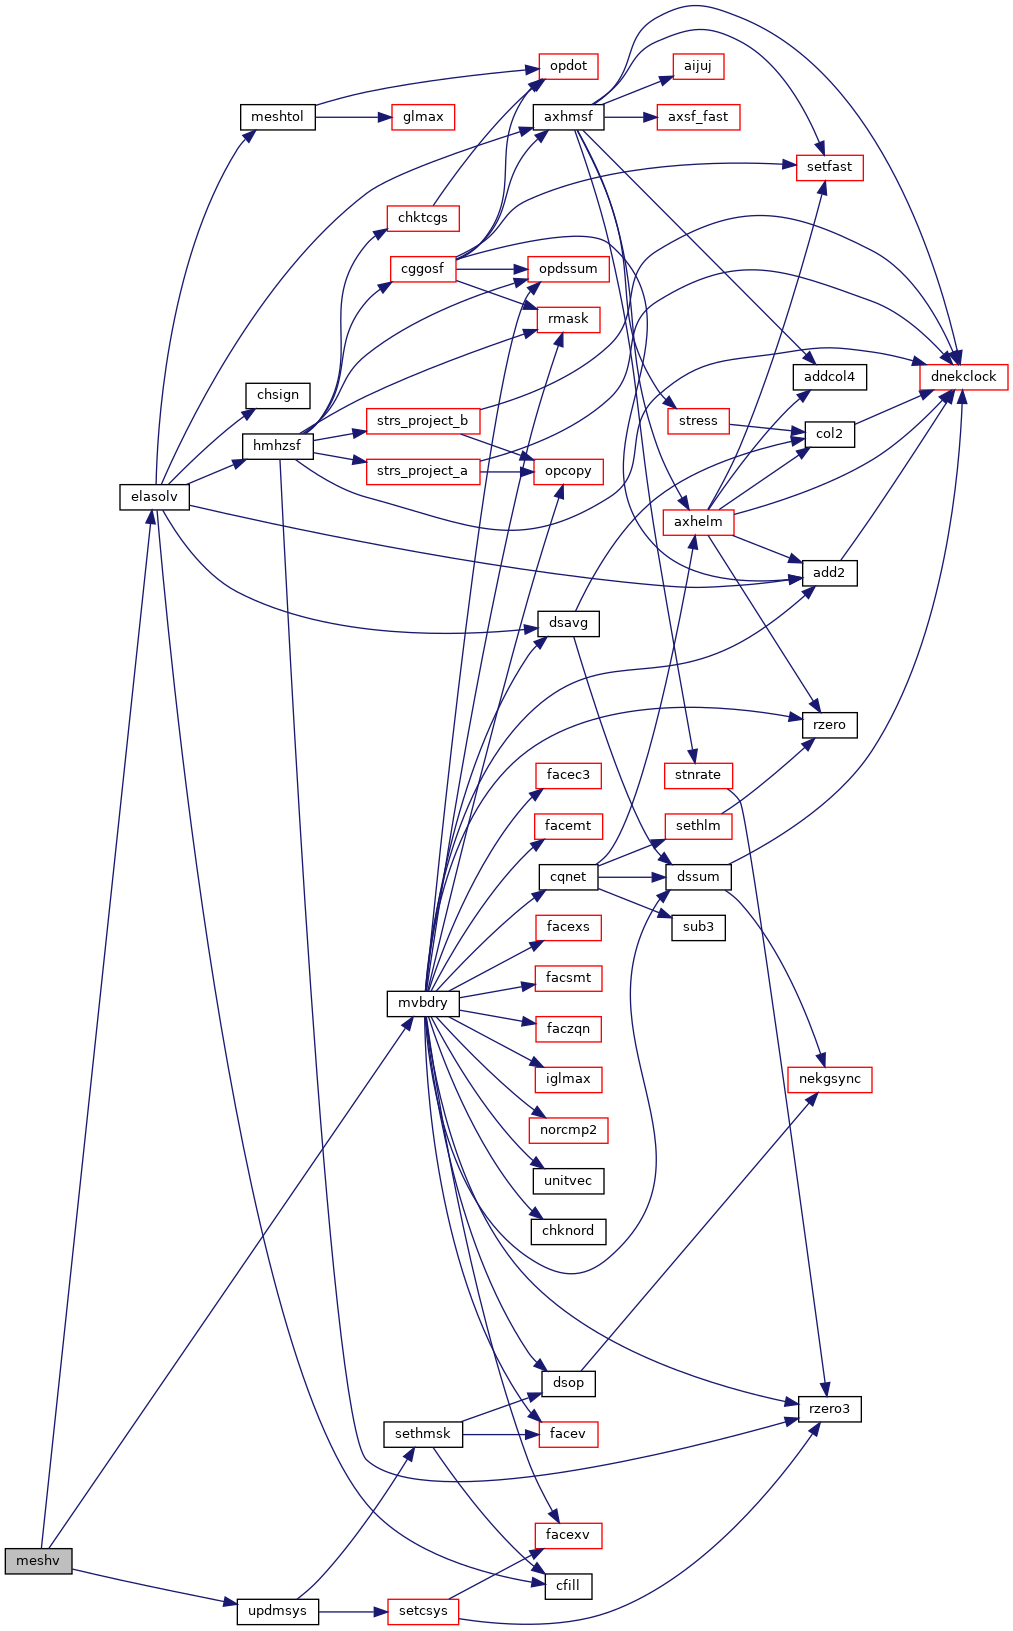 opdot
aijuj
meshtol
glmax
axhmsf
axsf_fast
setfast
chktcgs
cggosf
opdssum
rmask
addcol4
dnekclock
chsign
strs_project_b
stress
col2
hmhzsf
strs_project_a
opcopy
elasolv
axhelm
add2
dsavg
rzero
facec3
stnrate
facemt
sethlm
cqnet
dssum
facexs
sub3
facsmt
mvbdry
faczqn
iglmax
nekgsync
norcmp2
unitvec
chknord
dsop
rzero3
sethmsk
facev
facexv
meshv
cfill
updmsys
setcsys